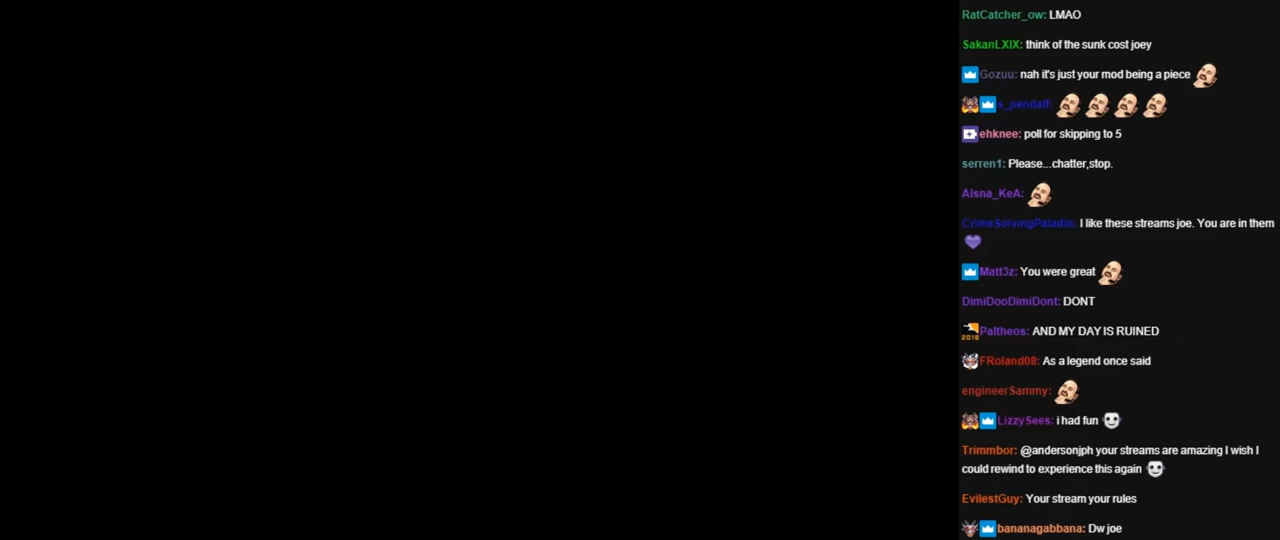 RatCatcher_ow: LMAO
SakanLXIX: think of the sunk cost joey
Gozuu: nah it's just your mod being a piece
s_pendaff:
ehknee: poll for skipping to 5
serren1: Please...chatter,stop.
Alsna_KeA:
CrimeSolvingPaladin: I like these streams joe. You are in them
Matt3z: You were great
DimiDooDimiDont: DONT
2018 Paltheos: AND MY DAY IS RUINED
FRoland08: As a legend once said
engineerSammy:
LizzySees: i had fun
Trimmbor: @andersonjph your streams are amazing I wish I
could rewind to experience this again
EvilestGuy: Your stream your rules
bananagabbana: Dw joe